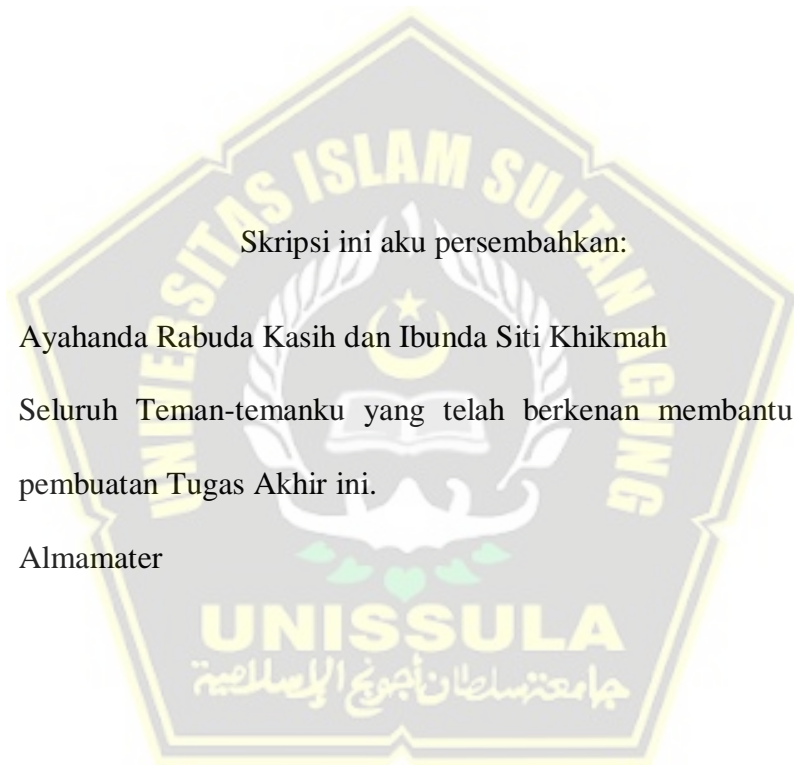 UNIVERSITAS ISLAM SULTAN AGUNG
Skripsi ini aku persembahkan:
Ayahanda Rabuda Kasih dan Ibunda Siti Khikmah
Seluruh Teman-temanku yang telah berkenan membantu
pembuatan Tugas Akhir ini.
Almamater
UNISSULA
جامعة سلطان أجونج الإسلامية